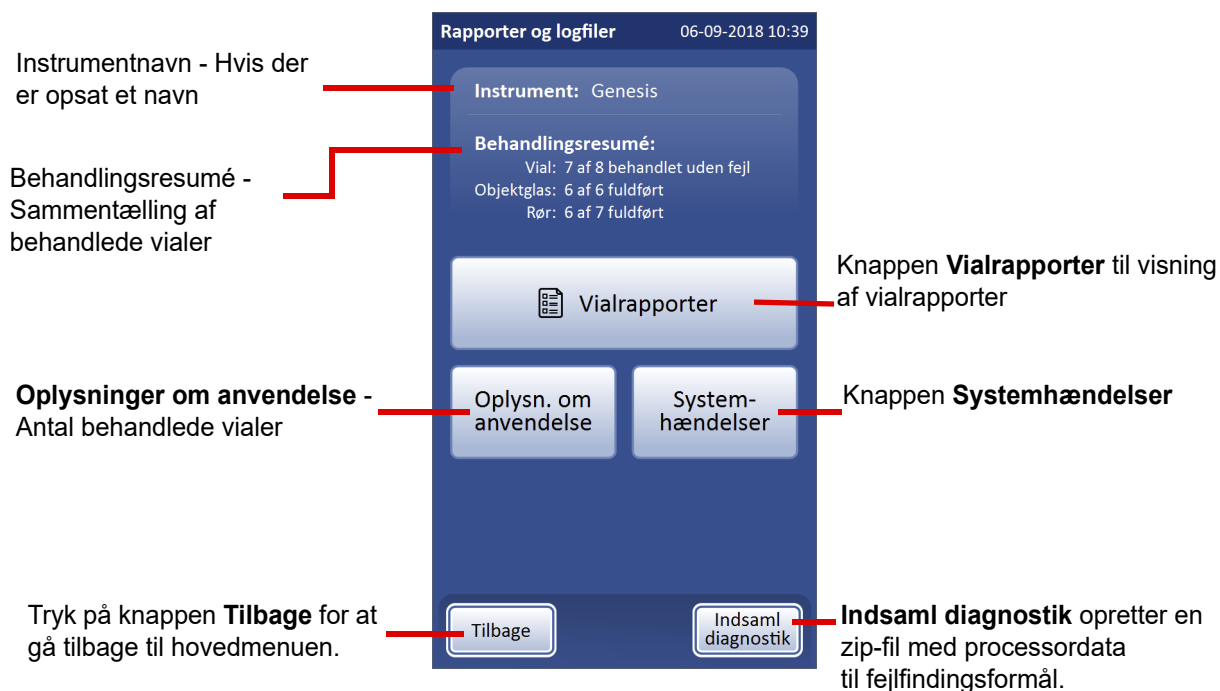 Rapporter og logfiler 06-09-2018 10:39
Instrumentnavn - Hvis der
er opsat et navn
Instrument: Genesis
Behandlingsresumé -
Sammentælling af
behandlede vialer
Behandlingsresumé:
Vial: 7 af 8 behandlet uden fejl
Objektglas: 6 af 6 fuldført
Rør: 6 af 7 fuldført
Vialrapporter
Knappen Vialrapporter til visning
af vialrapporter
Oplysninger om anvendelse -
Antal behandlede vialer
Oplysn. om
anvendelse
System-
hændelser
Knappen Systemhændelser
Tryk på knappen Tilbage for at
gå tilbage til hovedmenuen.
Tilbage
Indsaml
diagnostik
Indsaml diagnostik opretter en
zip-fil med processordata
til fejlfindingsformål.